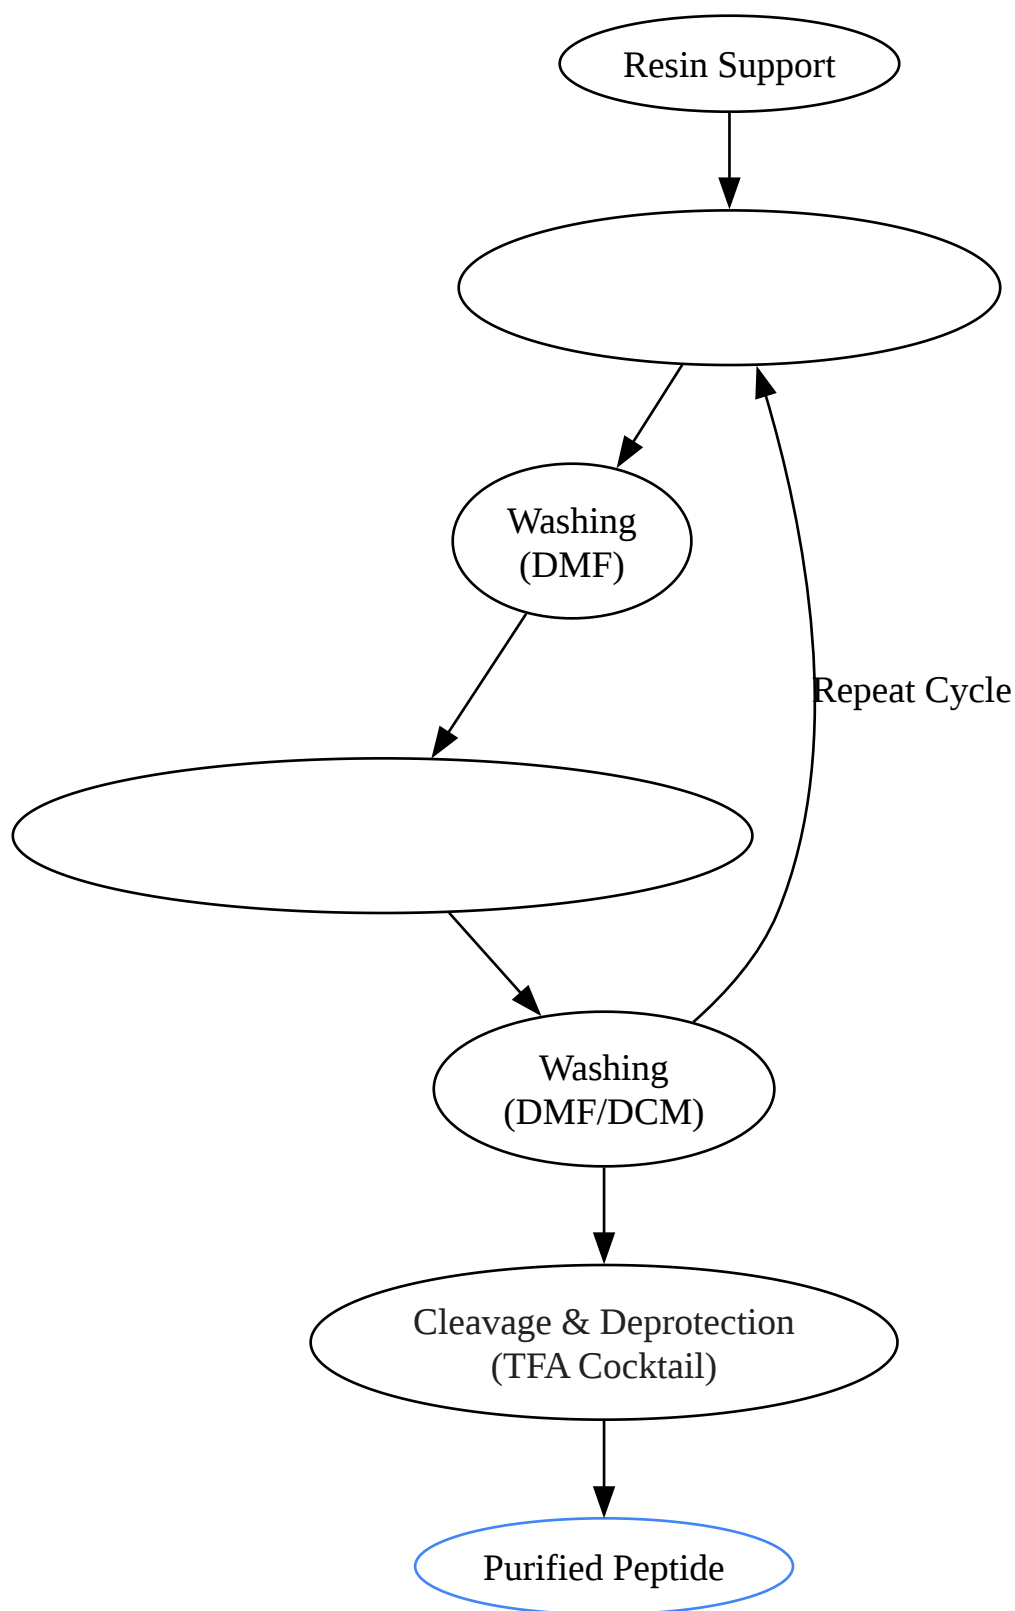 Resin Support
Washing
(DMF)
Repeat Cycle
Washing
(DMF/DCM)
Cleavage & Deprotection
(TFA Cocktail)
Purified Peptide